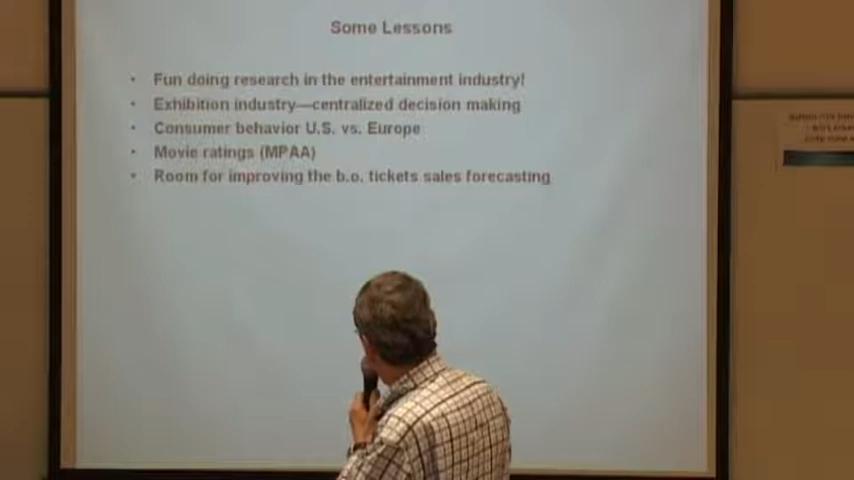 Some Lessons
• Fun doing research in the entertainment industry!
• Exhibition industry—centralized decision making
• Consumer behavior U.S. vs. Europe
• Movie ratings (MPAA)
• Room for improving the b.o. tickets sales forecasting